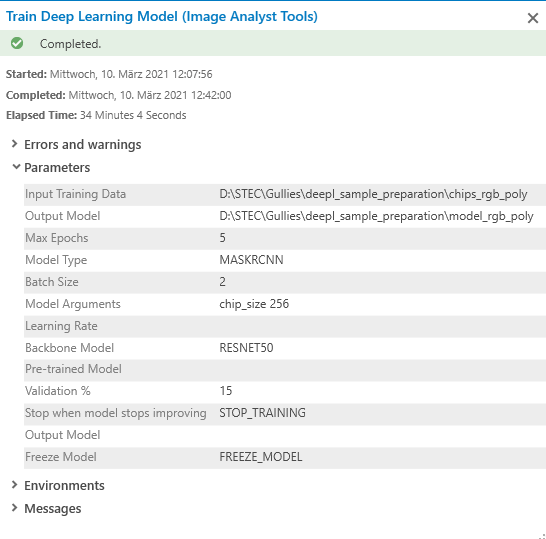 Train Deep Learning Model (Image Analyst Tools)
Completed.
Started: Mittwoch, 10. März 2021 12:07:56
Completed: Mittwoch, 10. März 2021 12:42:00
Elapsed Time: 34 Minutes 4 Seconds
Errors and warnings
Parameters
Input Training Data D:\STEC\Gullies\deepl_sample_preparation\chips_rgb_poly
Output Model D:\STEC\Gullies\deepl_sample_preparation\model_rgb_poly
Max Epochs 5
Model Type MASKRCNN
Batch Size 2
Model Arguments chip_size 256
Learning Rate
Backbone Model RESNET50
Pre-trained Model
Validation % 15
Stop when model stops improving STOP_TRAINING
Output Model
Freeze Model FREEZE_MODEL
Environments
Messages